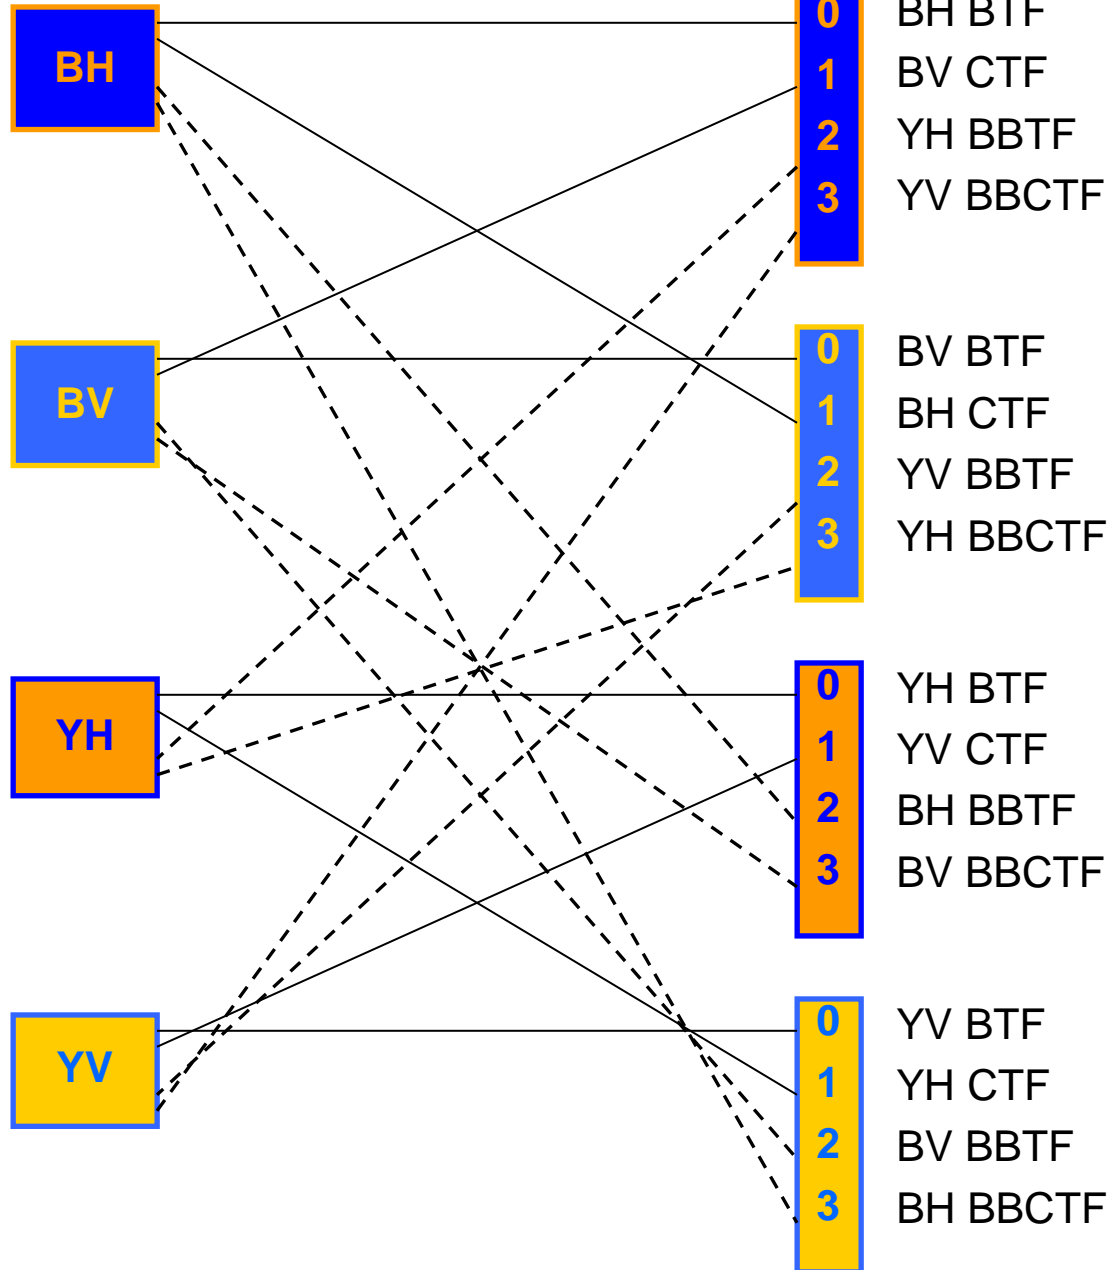 BH
0 BH BTF
1 BV CTF
2 YH BBTF
3 YV BBCTF
BV
0 BV BTF
1 BH CTF
2 YV BBTF
3 YH BBCTF
YH
0 YH BTF
1 YV CTF
2 BH BBTF
3 BV BBCTF
YV
0 YV BTF
1 YH CTF
2 BV BBTF
3 BH BBCTF